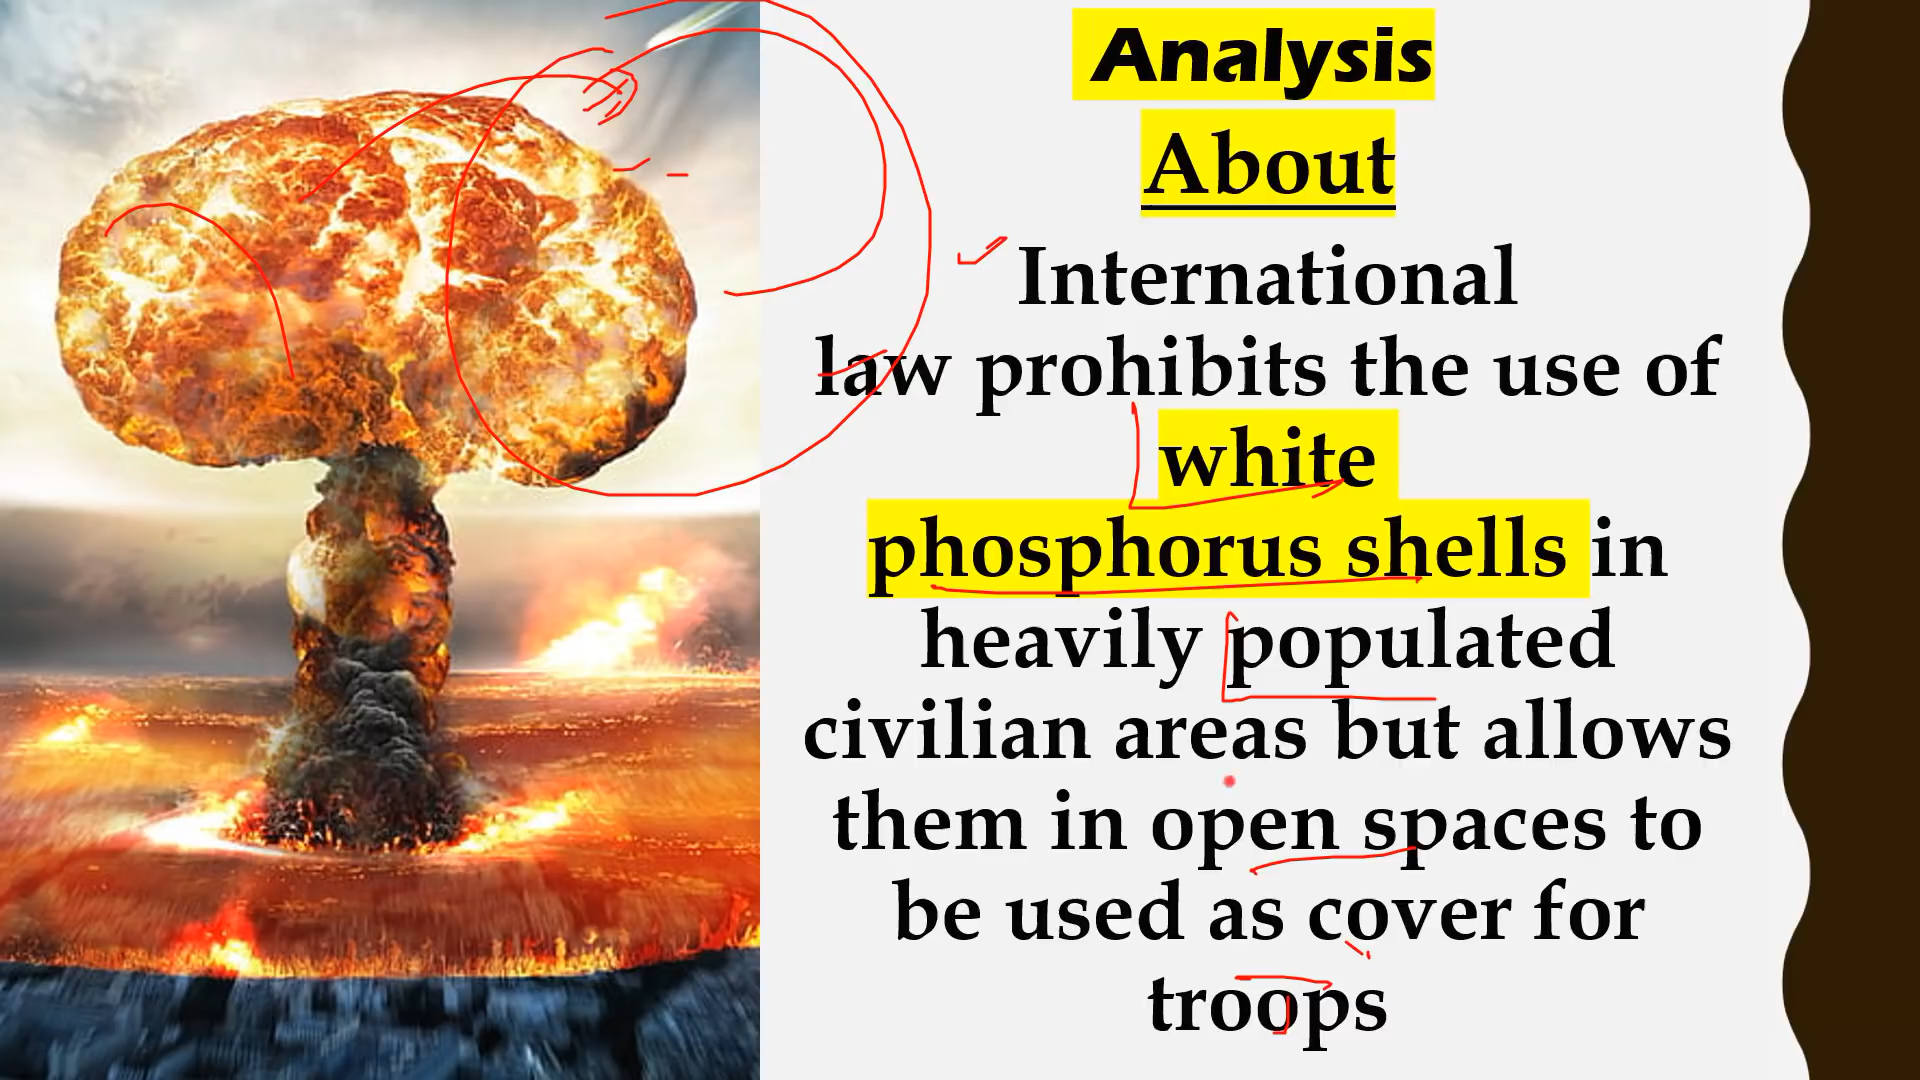 Analysis
About
International
law prohibits the use of
white
phosphorus shells in
heavily populated
civilian areas but allows
them in open spaces to
be used as cover for
troops